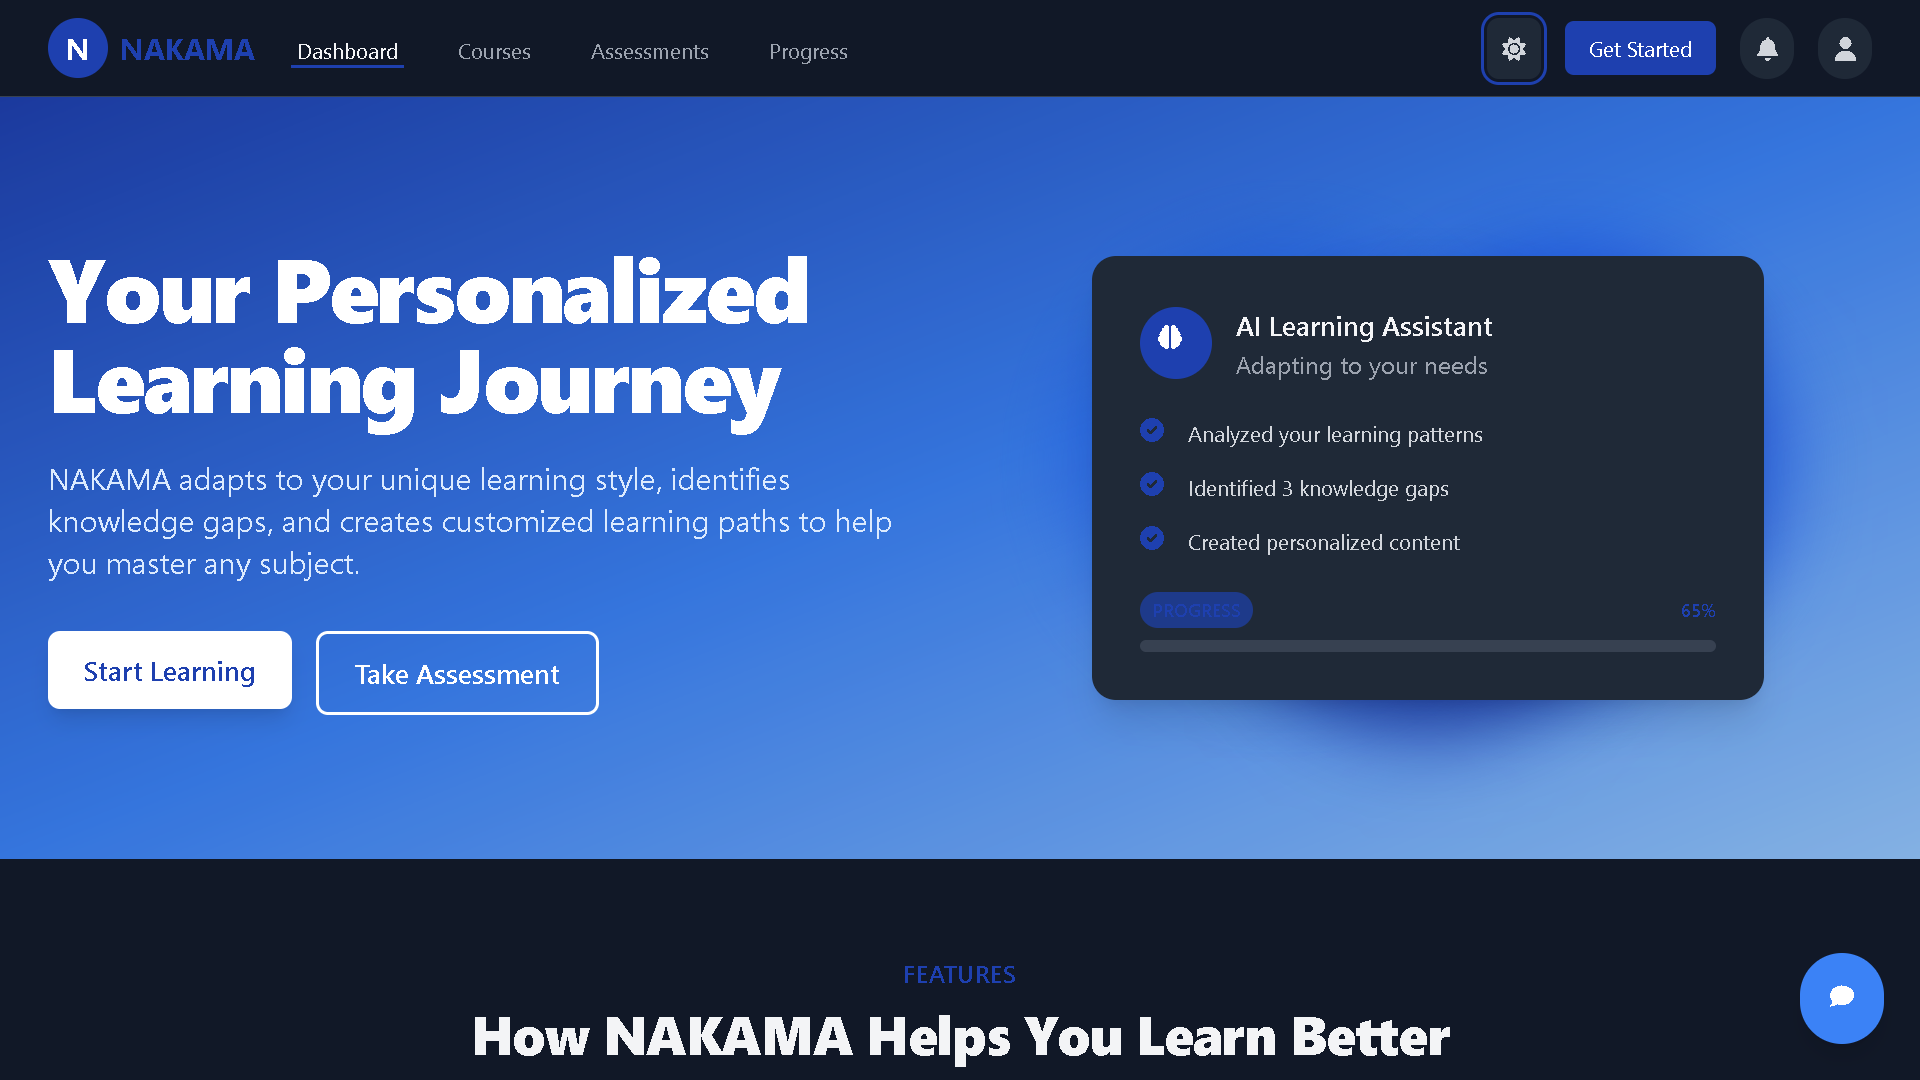 N NAKAMA Dashboard Courses Assessments Progress Get Started
Your Personalized
Learning Journey
NAKAMA adapts to your unique learning style, identifies
knowledge gaps, and creates customized learning paths to help
you master any subject.
Start Learning
Take Assessment
AI Learning Assistant
Adapting to your needs
Analyzed your learning patterns
Identified 3 knowledge gaps
Created personalized content
PROGRESS 65%
FEATURES
How NAKAMA Helps You Learn Better